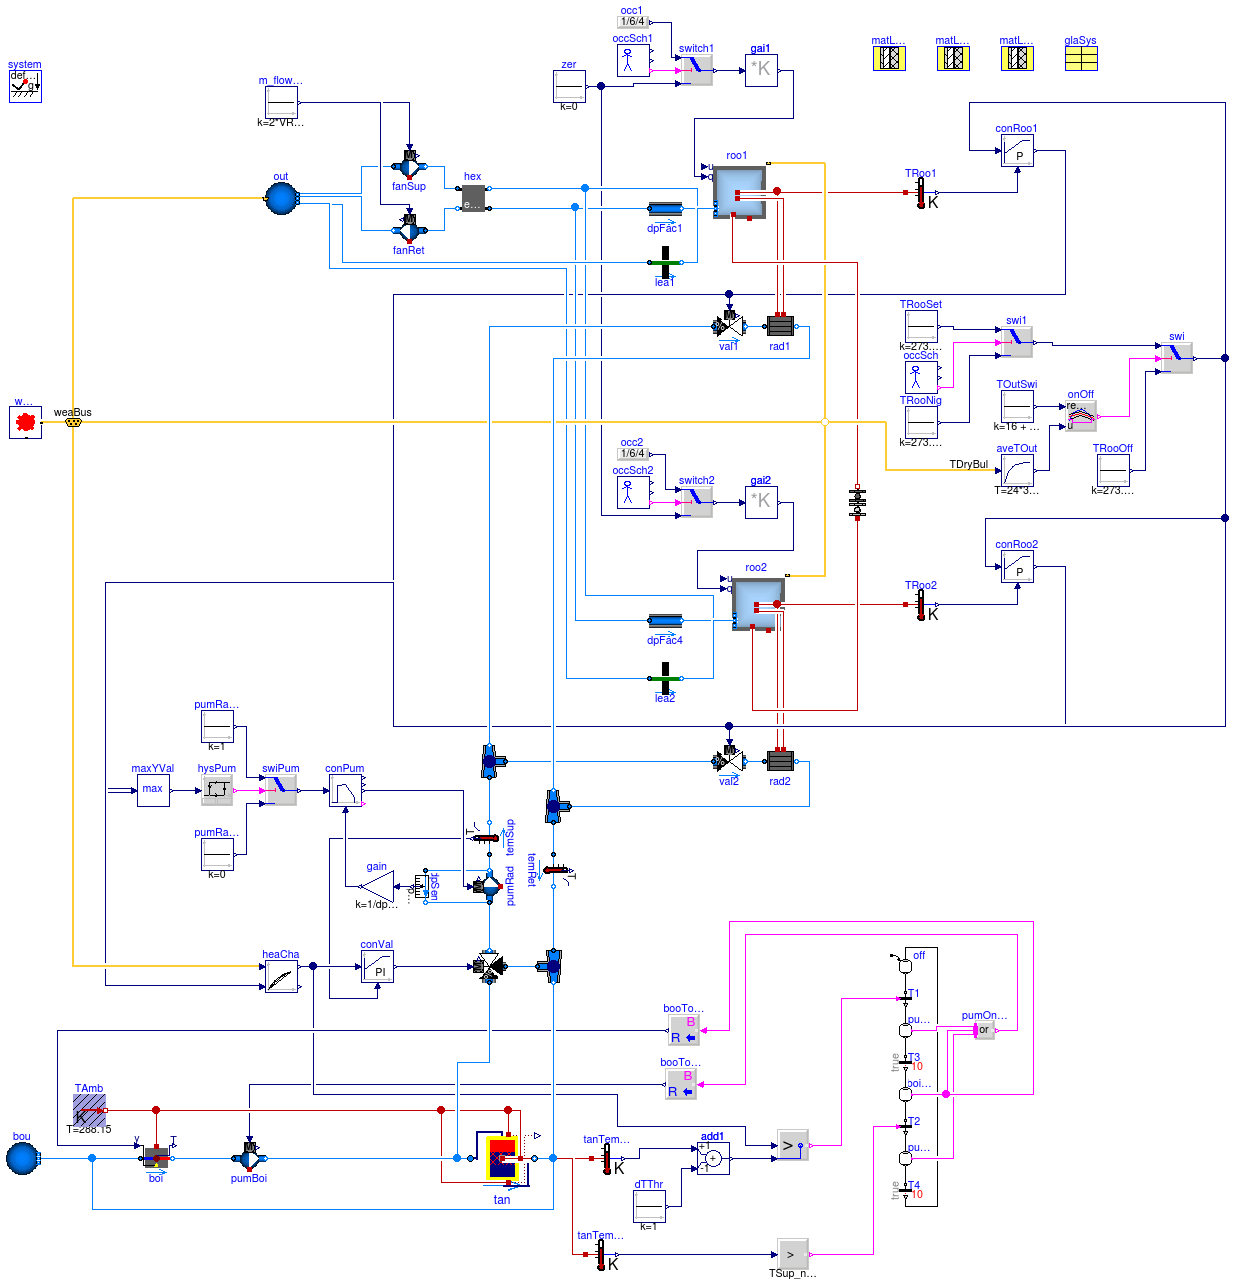 occ1
1/6/4
occSch1
switch1
gai1
*K
matL...
matL...
matL...
glaSys
system
def...
g
zer
k=0
m_flow...
k=2*VR...
M
fanSup
out
hex
e...
M
fanRet
roo1
u
q
dpFac1
lea1
TRoo1
K
conRoo1
P
M
val1
rad1
TRooSet
k=273....
swi1
swi
occSch
TRooNig
k=273....
TOutSwi
k=16 + ...
onOff
re...
u
aveTOut
T=24*3...
TDryBul
TRooOff
k=273....
w...
weaBus
occ2
1/6/4
occSch2
switch2
gai2
*K
conRoo2
P
roo2
u
q
TRoo2
K
dpFac4
lea2
pumRa...
k=1
maxYVal
max
hysPum
swiPum
conPum
pumRa...
k=0
M
val2
rad2
T
temSup
temRet
T
gain
k=1/dp...
dpSen
M
pumRad
heaCha
conVal
PI
M
off
T1
pu...
pumOn...
or
T3
true
10
boi...
T2
pu...
T4
true
10
booTo...
B
R
booTo...
B
R
TAmb
K
T=288.15
bou
y
T
boi
M
pumBoi
tan
tanTem...
K
add1
+1
+
-1
>
dTThr
k=1
tanTem...
K
>
TSup_n...